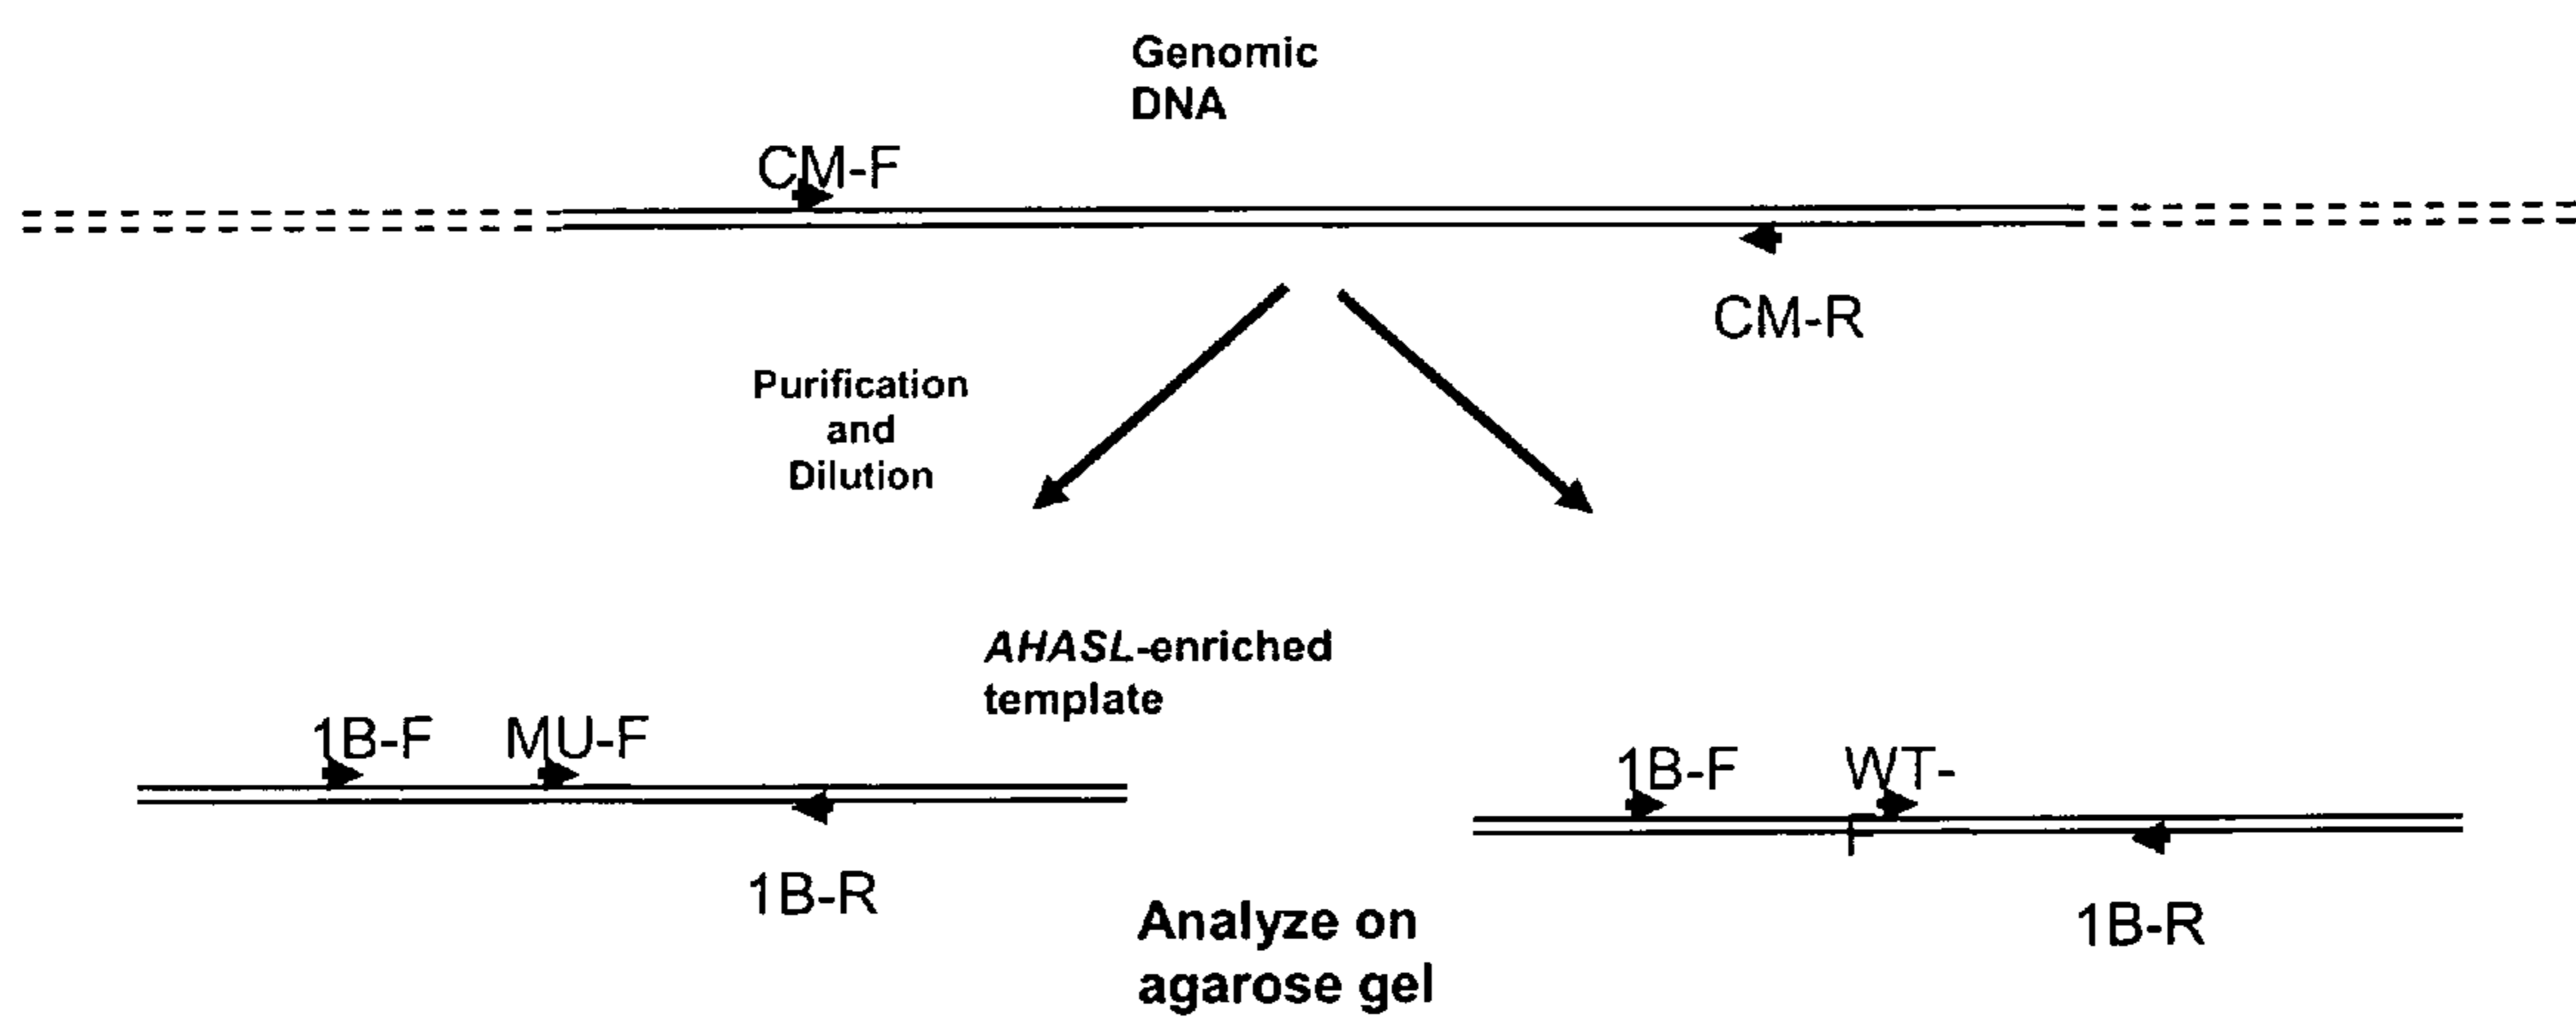 Genomic
DNA
CM-F
CM-R
Purification
and
Dilution
AHASL-enriched
template
1B-F
MU-F
1B-R
1B-F
WT-
F
1B-R
Analyze on
agarose gel